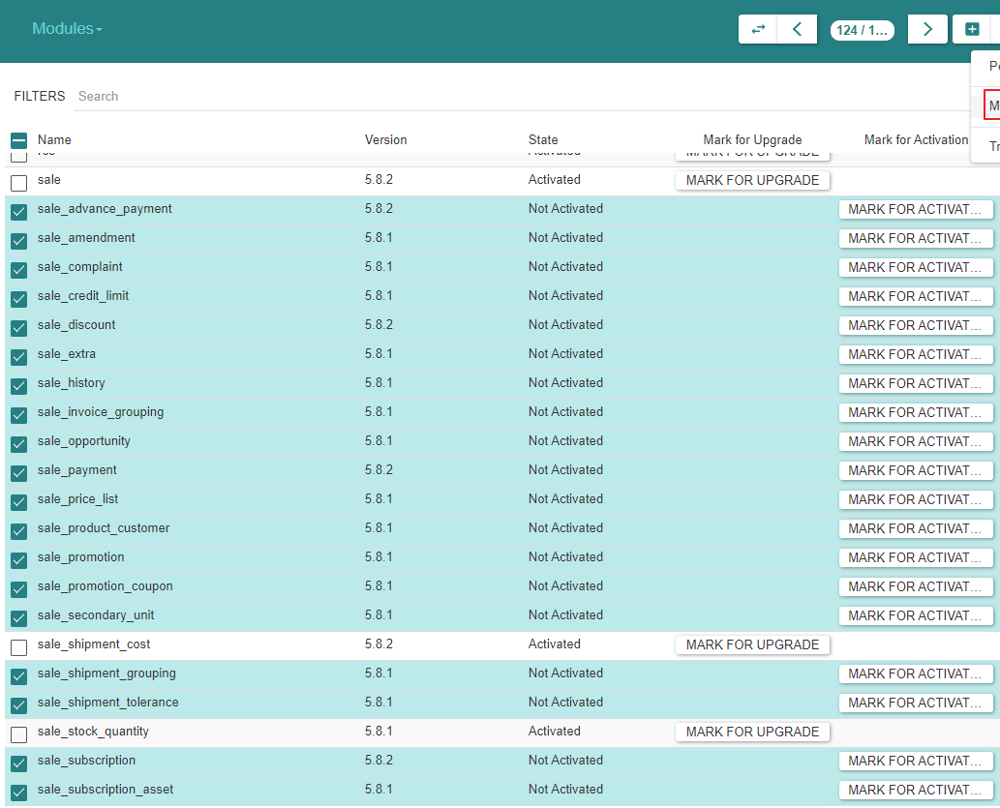 Modules
124 / 1...
FILTERS Search
Name Version State Mark for Upgrade Mark for Activation
Activated MARK FOR UPGRADE
sale 5.8.2 Activated MARK FOR UPGRADE
sale_advance_payment 5.8.2 Not Activated MARK FOR ACTIVAT...
sale_amendment 5.8.1 Not Activated MARK FOR ACTIVAT...
sale_complaint 5.8.1 Not Activated MARK FOR ACTIVAT...
sale_credit_limit 5.8.1 Not Activated MARK FOR ACTIVAT...
sale_discount 5.8.2 Not Activated MARK FOR ACTIVAT...
sale_extra 5.8.1 Not Activated MARK FOR ACTIVAT...
sale_history 5.8.1 Not Activated MARK FOR ACTIVAT...
sale_invoice_grouping 5.8.1 Not Activated MARK FOR ACTIVAT...
sale_opportunity 5.8.1 Not Activated MARK FOR ACTIVAT...
sale_payment 5.8.2 Not Activated MARK FOR ACTIVAT...
sale_price_list 5.8.1 Not Activated MARK FOR ACTIVAT...
sale_product_customer 5.8.1 Not Activated MARK FOR ACTIVAT...
sale_promotion 5.8.1 Not Activated MARK FOR ACTIVAT...
sale_promotion_coupon 5.8.1 Not Activated MARK FOR ACTIVAT...
sale_secondary_unit 5.8.1 Not Activated MARK FOR ACTIVAT...
sale_shipment_cost 5.8.2 Activated MARK FOR UPGRADE
sale_shipment_grouping 5.8.1 Not Activated MARK FOR ACTIVAT...
sale_shipment_tolerance 5.8.1 Not Activated MARK FOR ACTIVAT...
sale_stock_quantity 5.8.1 Activated MARK FOR UPGRADE
sale_subscription 5.8.2 Not Activated MARK FOR ACTIVAT...
sale_subscription_asset 5.8.1 Not Activated MARK FOR ACTIVAT...